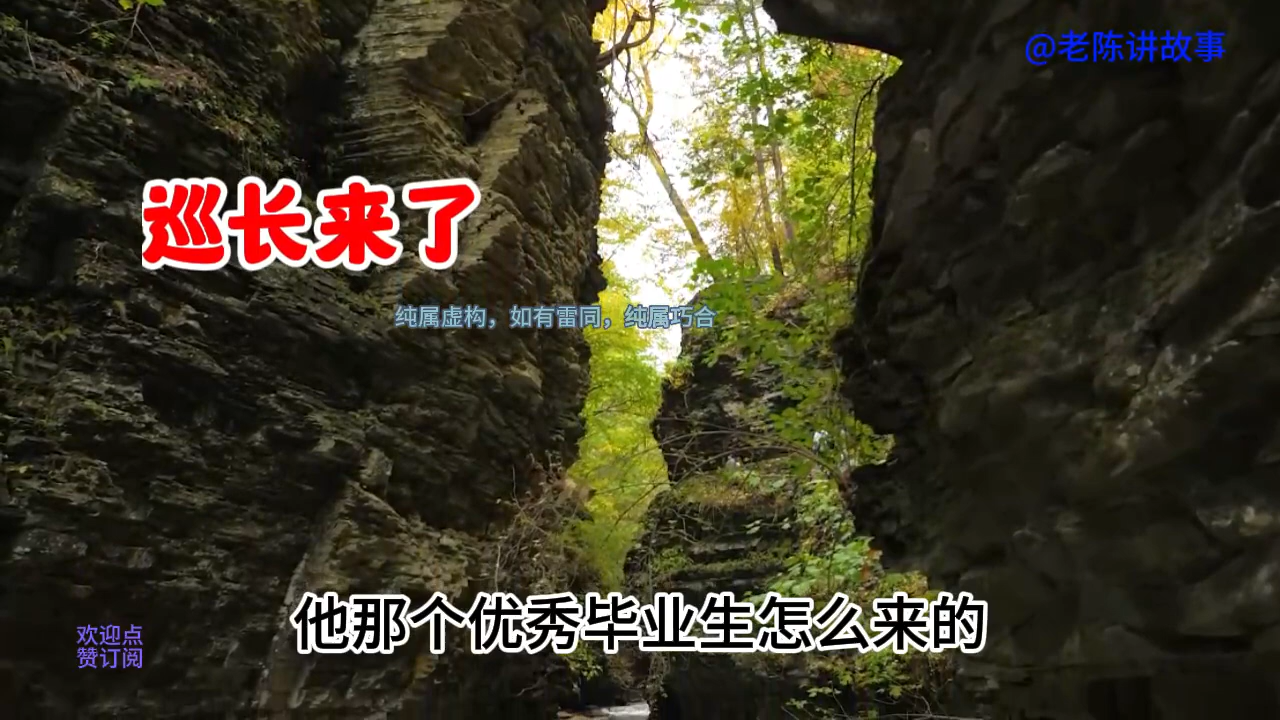 @老陈讲故事
巡长来了
纯属虚构，如有雷同，纯属巧合
他那个优秀毕业生怎么来的
欢迎点
赞订阅